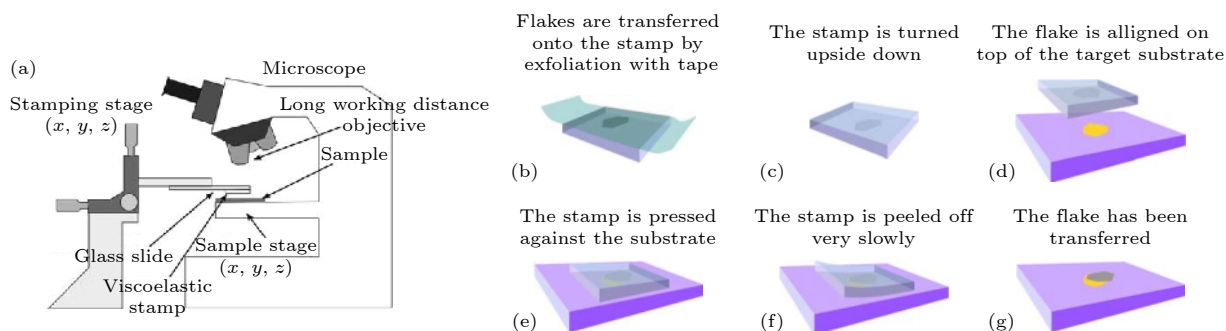 (a)
Microscope
Stamping stage
(x, y, z)
Long working distance
objective
Sample
Glass slide
Sample stage
(x, y, z)
Viscoelastic
stamp
Flakes are transferred
onto the stamp by
exfoliation with tape
(b)
The stamp is turned
upside down
(c)
The flake is alligned on
top of the target substrate
(d)
The stamp is pressed
against the substrate
(e)
The stamp is peeled off
very slowly
(f)
The flake has been
transferred
(g)